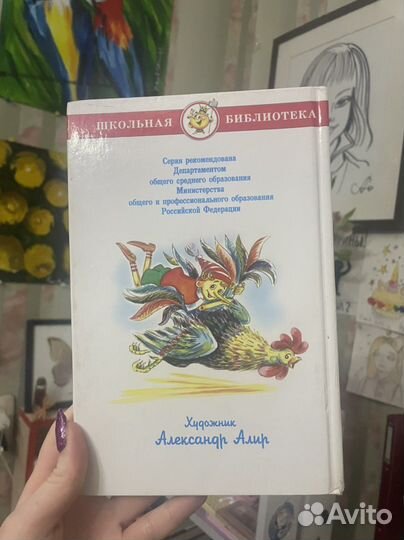 ШКОЛЬНАЯ БИБЛИОТЕКА
Серия рекомендована
Департаментом
общего среднего образования
Министерства
общего и профессионального образования
Российской Федерации
Художник
Александр Алир
Avito